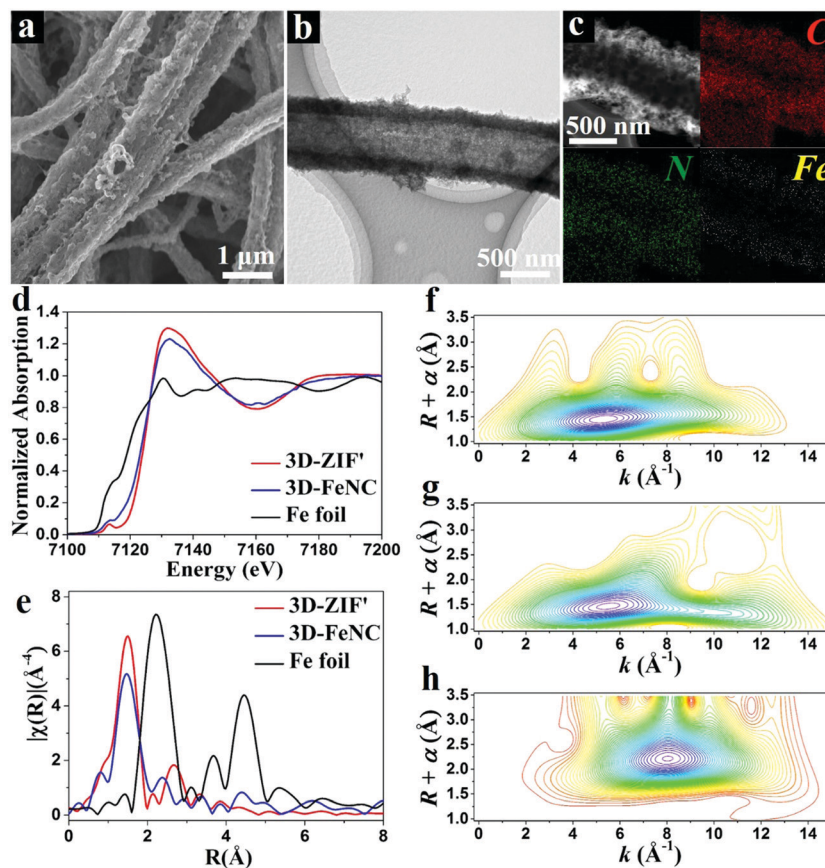 a
1 μm
b
500 nm
c
500 nm
C
N
Fe
d
Normalized Absorption
1.4
1.2
1.0
0.8
0.6
0.4
0.2
0.0
3D-ZIF'
3D-FeNC
Fe foil
7100 7120 7140 7160 7180 7200
Energy (eV)
e
|χ(R)|(Å⁻⁴)
8
6
4
2
0
3D-ZIF'
3D-FeNC
Fe foil
0 2 4 6 8
R(Å)
f
R + α (Å)
3.5
3.0
2.5
2.0
1.5
1.0
0 2 4 6 8 10 12 14
k (Å⁻¹)
g
R + α (Å)
3.5
3.0
2.5
2.0
1.5
1.0
0 2 4 6 8 10 12 14
k (Å⁻¹)
h
R + α (Å)
3.5
3.0
2.5
2.0
1.5
1.0
0 2 4 6 8 10 12 14
k (Å⁻¹)